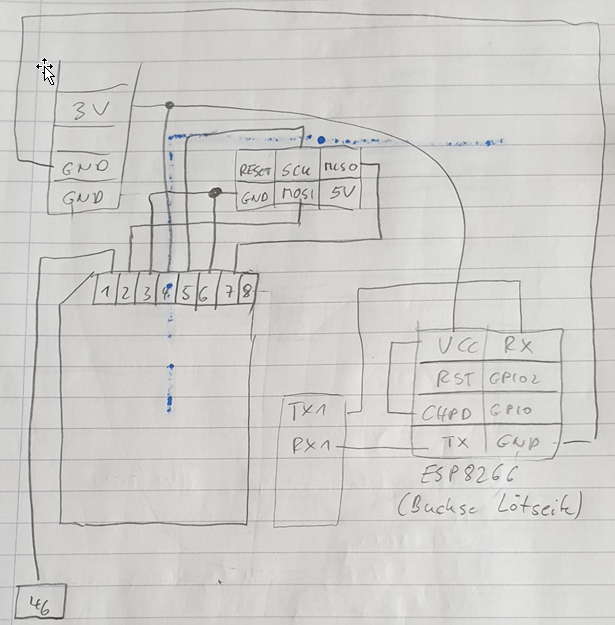 3V
GND
GND
RESET SCK MISO
GND MOSI 5V
1 2 3 4 5 6 7 8
VCC RX
RST GPIO2
CHPD GPIO
TX GND
TX1
RX1
ESP8266
(Buchse Lötseite)
46